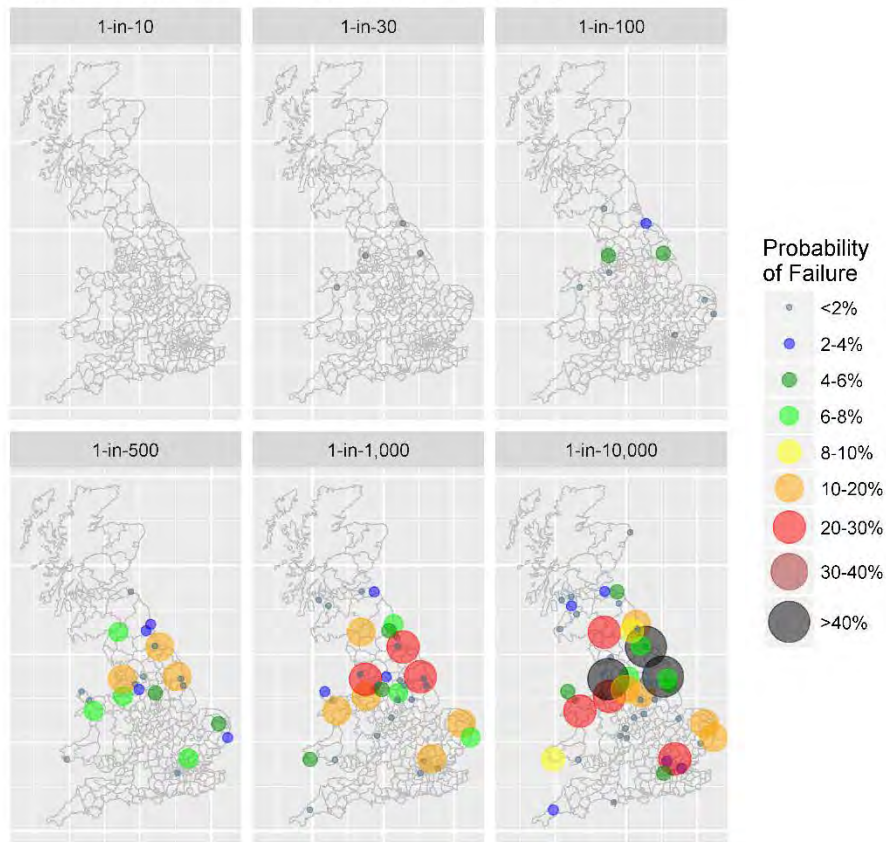 1-in-10
1-in-30
1-in-100
1-in-500
1-in-1,000
1-in-10,000
Probability
of Failure
<2%
2-4%
4-6%
6-8%
8-10%
10-20%
20-30%
30-40%
>40%